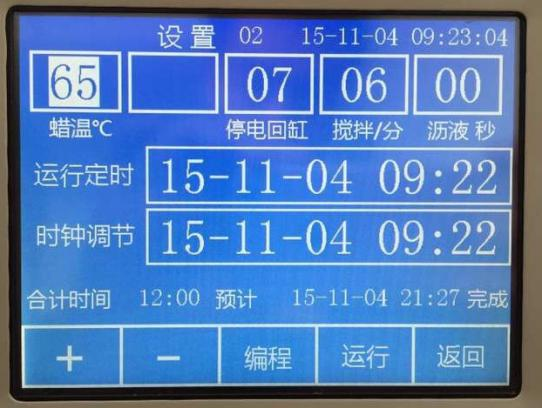 设置 02 15-11-04 09:23:04
65 07 06 00
蜡温℃ 停电回缸 搅拌/分 沥液 秒
运行定时 15-11-04 09:22
时钟调节 15-11-04 09:22
合计时间 12:00 预计 15-11-04 21:27 完成
+ - 编程 运行 返回